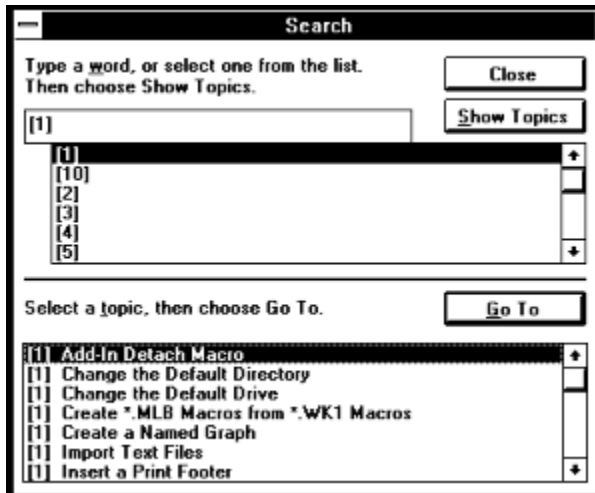 Search
Type a word, or select one from the list.
Then choose Show Topics.
Close
Show Topics
[1]
[1]
[10]
[2]
[3]
[4]
[5]
Select a topic, then choose Go To.
Go To
[1] Add-In Detach Macro
[1] Change the Default Directory
[1] Change the Default Drive
[1] Create *.MLB Macros from *.WK1 Macros
[1] Create a Named Graph
[1] Import Text Files
[1] Insert a Print Footer